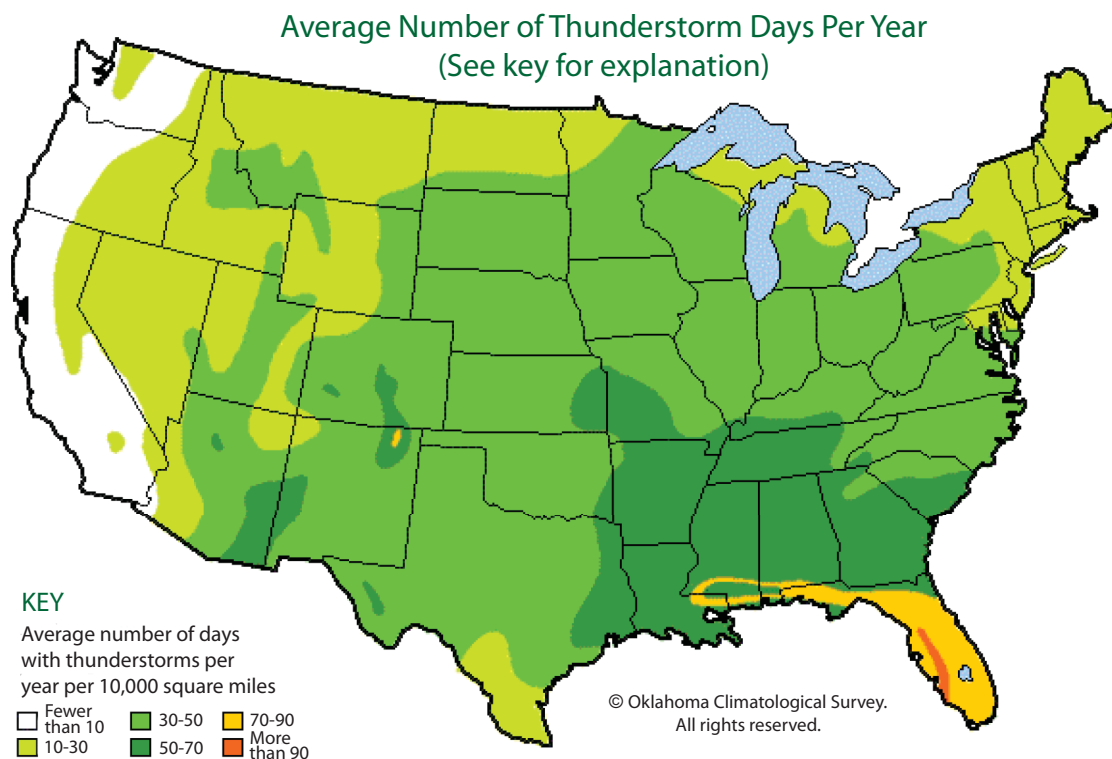 Average Number of Thunderstorm Days Per Year
(See key for explanation)
KEY
Average number of days
with thunderstorms per
year per 10,000 square miles
Fewer
than 10
10-30
30-50
50-70
70-90
More
than 90
© Oklahoma Climatological Survey.
All rights reserved.